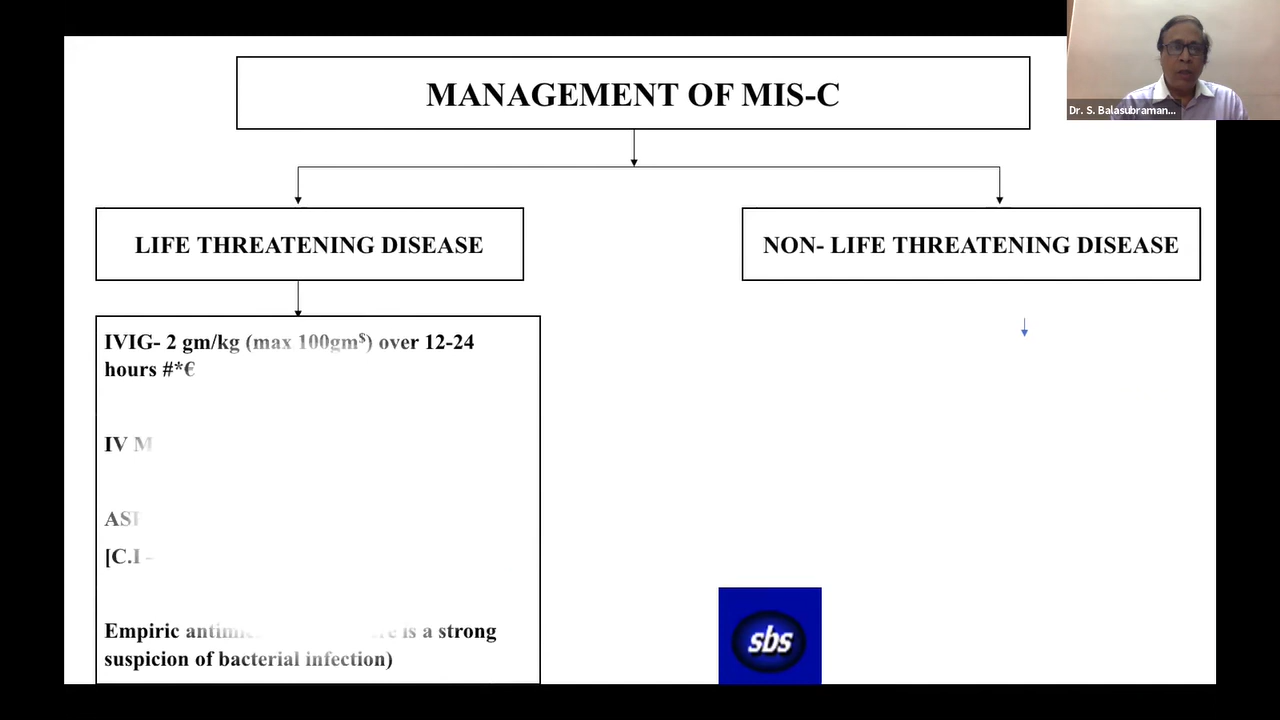 MANAGEMENT OF MIS-C
Dr. S. Balasubraman...
LIFE THREATENING DISEASE
NON- LIFE THREATENING DISEASE
IVIG- 2 gm/kg (max 100gm$) over 12-24
hours #*€
IV M
[C.I -
Empiric is a strong
suspicion of bacterial infection)
sbs